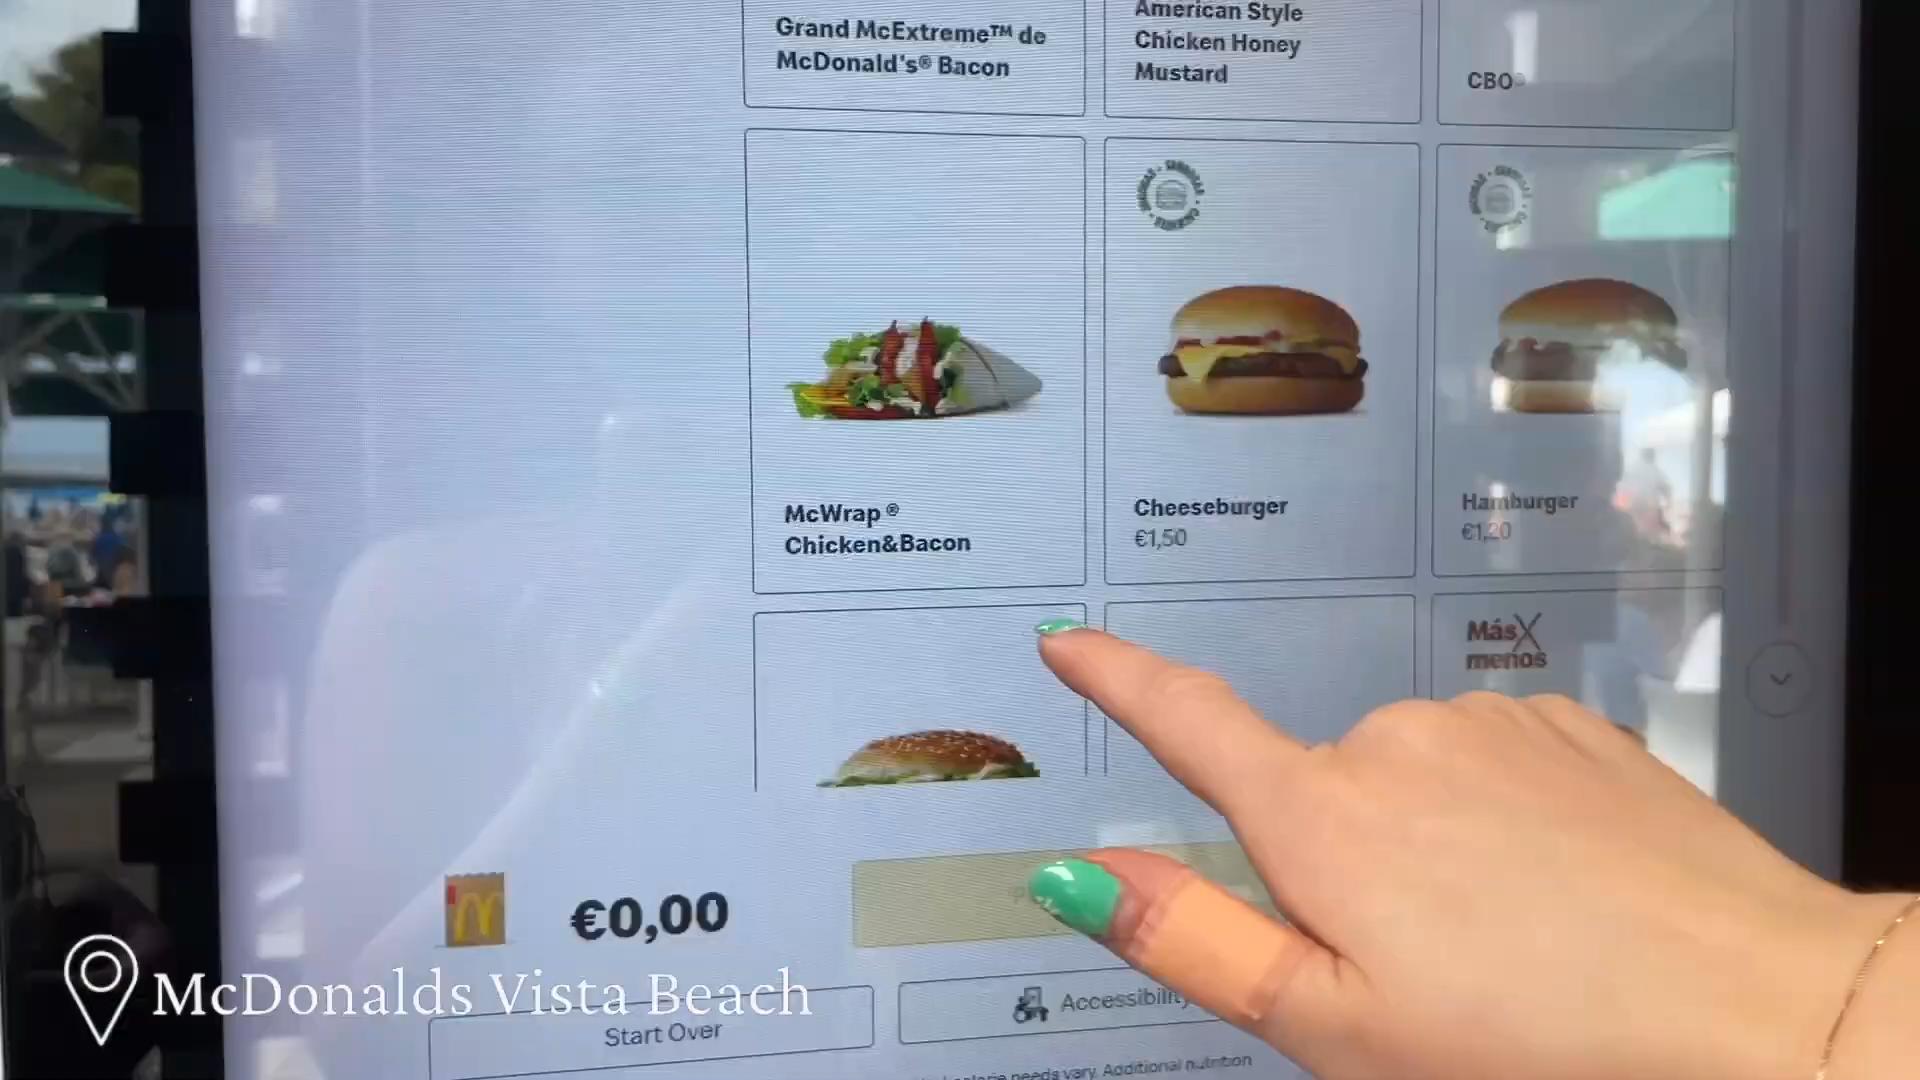 Grand McExtreme™ de
McDonald's® Bacon
American Style
Chicken Honey
Mustard
CBO®
McWrap ®
Chicken&Bacon
Cheeseburger
€1,50
Hamburger
€1,20
Más
menos
€0,00
McDonalds Vista Beach
Start Over
Accessibility
needs vary. Additional nutrition